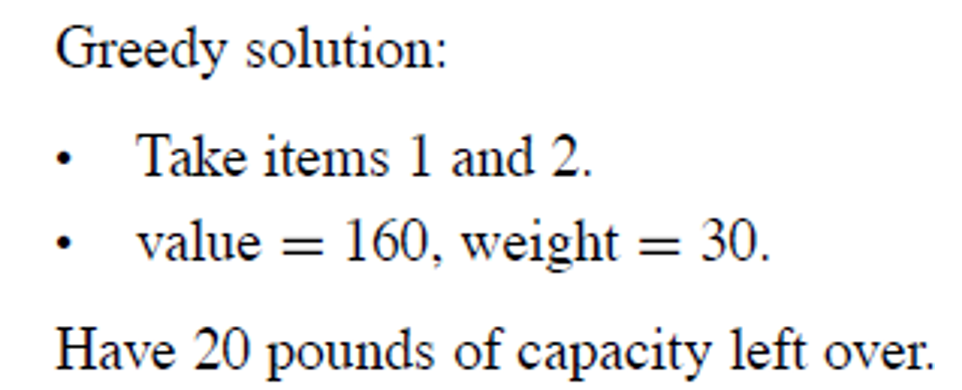 Greedy solution:
• Take items 1 and 2.
• value = 160, weight = 30.
Have 20 pounds of capacity left over.